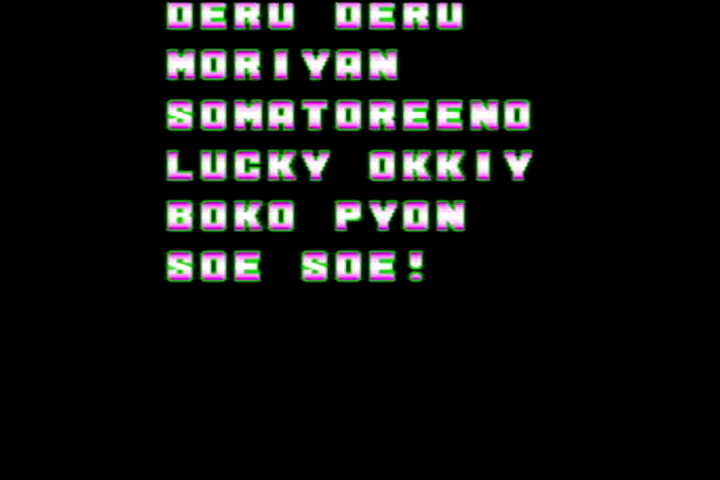 DERU DERU
MORIYAN
SOMATOREENO
LUCKY OKKIY
BOKO PYON
SOE SOE!